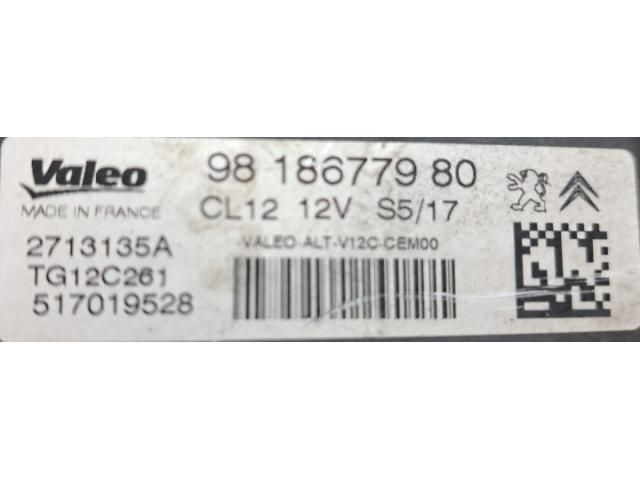 Valeo
MADE IN FRANCE
98 186779 80
CL12 12V S5/17
2713135A
TG12C261
517019528
-VALEO-ALT-V12C-CEM00